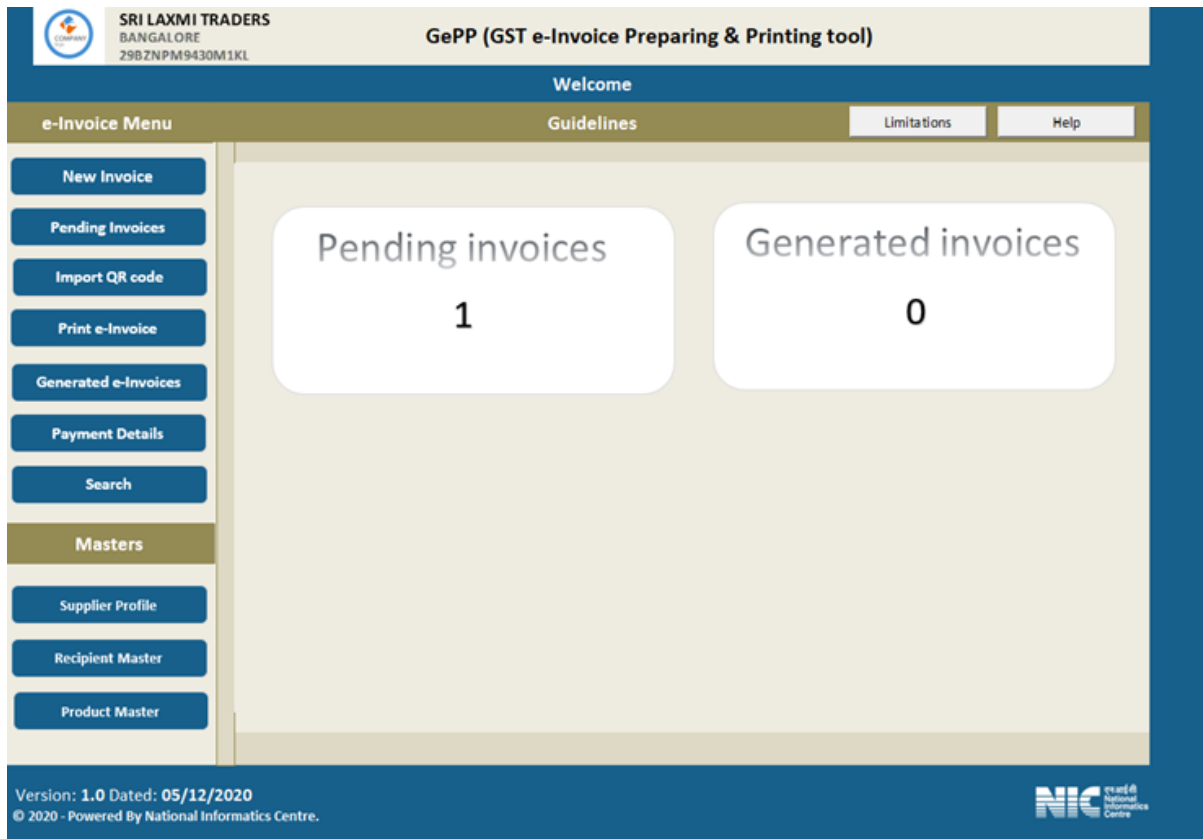 COMPANY
SRI LAXMI TRADERS
BANGALORE
29BZNPM9430M1KL
GePP (GST e-Invoice Preparing & Printing tool)
Welcome
e-Invoice Menu
Guidelines
Limitations
Help
New Invoice
Pending Invoices
Import QR code
Print e-Invoice
Generated e-Invoices
Payment Details
Search
Masters
Supplier Profile
Recipient Master
Product Master
Pending invoices
1
Generated invoices
0
Version: 1.0 Dated: 05/12/2020
© 2020 - Powered By National Informatics Centre.
NIC
एनआईसी
National
Informatics
Centre